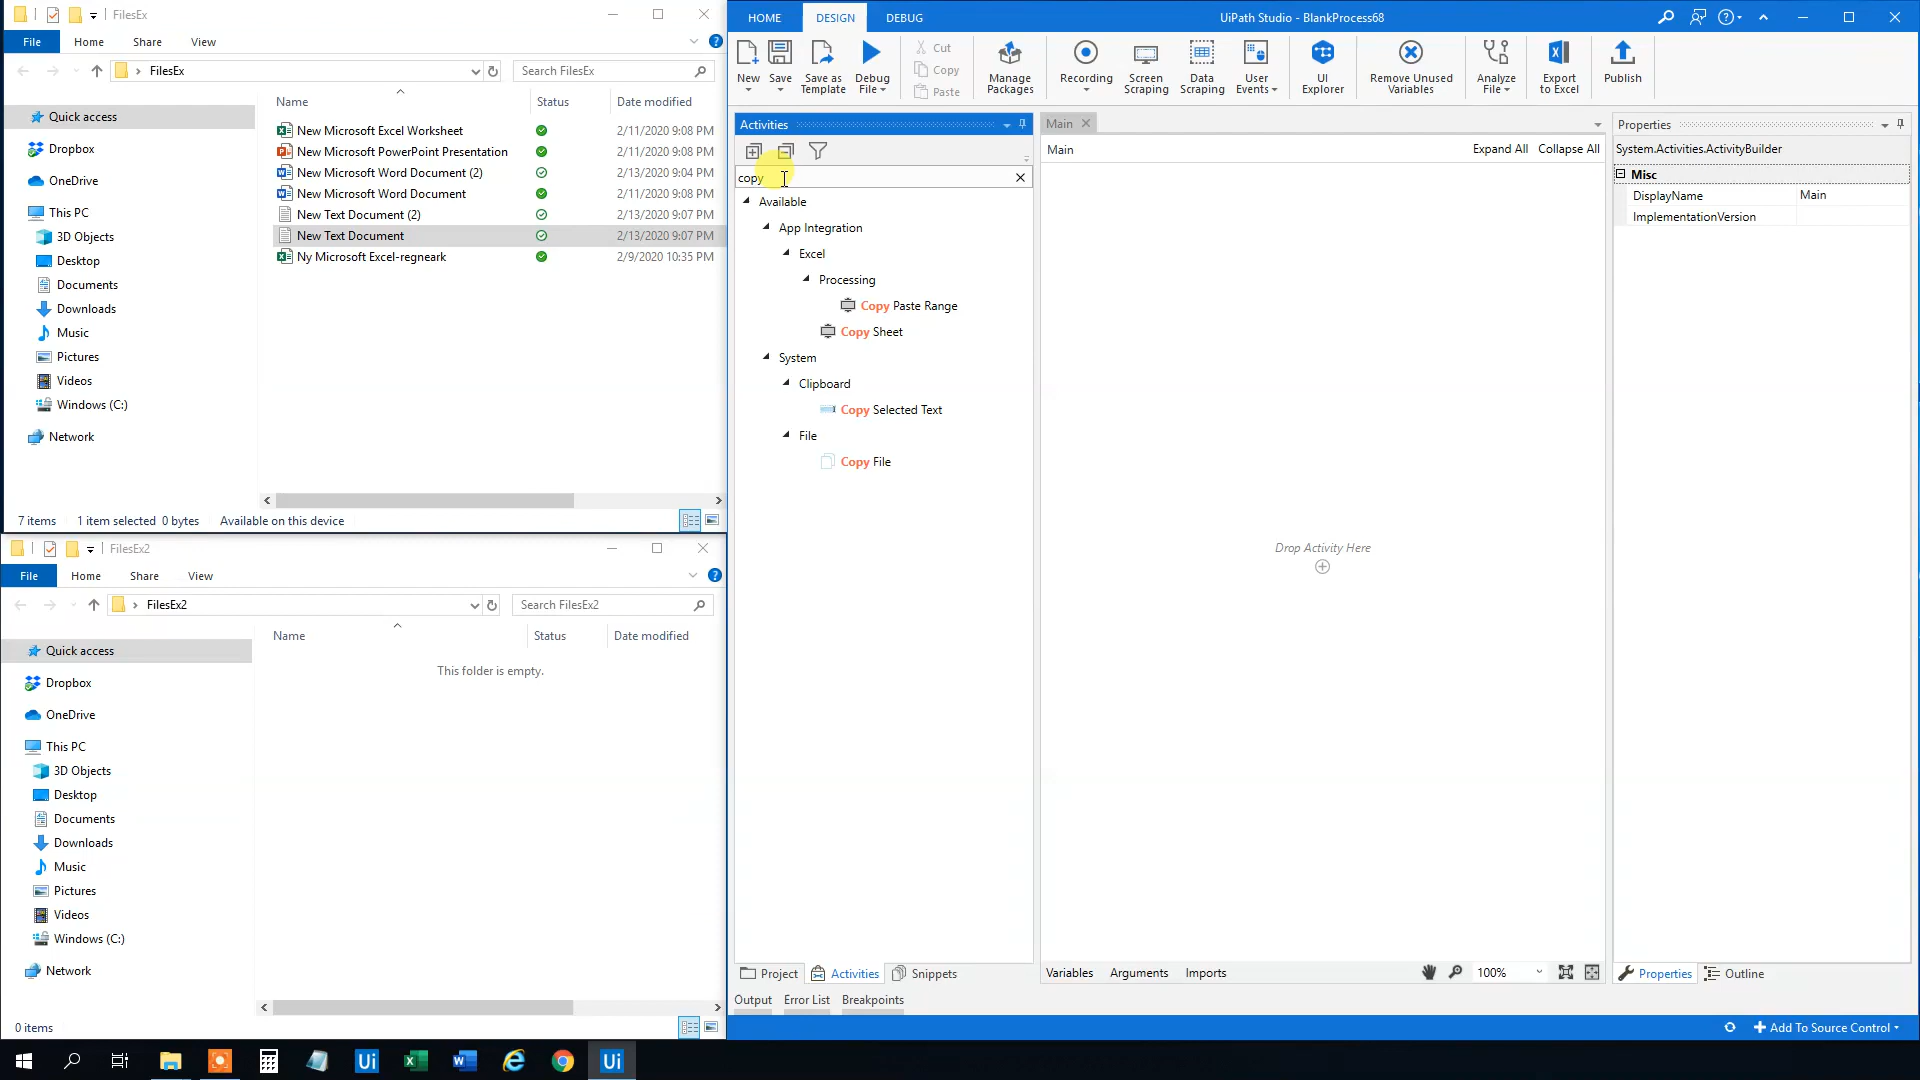 FilesEx
File Home Share View
FilesEx
Search FilesEx
Quick access
Dropbox
OneDrive
This PC
3D Objects
Desktop
Documents
Downloads
Music
Pictures
Videos
Windows (C:)
Network
Name Status Date modified
New Microsoft Excel Worksheet 2/11/2020 9:08 PM
New Microsoft PowerPoint Presentation 2/11/2020 9:08 PM
New Microsoft Word Document (2) 2/13/2020 9:04 PM
New Microsoft Word Document 2/11/2020 9:08 PM
New Text Document (2) 2/13/2020 9:07 PM
New Text Document 2/13/2020 9:07 PM
Ny Microsoft Excel-regneark 2/9/2020 10:35 PM
7 items 1 item selected 0 bytes Available on this device
FilesEx2
File Home Share View
FilesEx2
Search FilesEx2
Quick access
Dropbox
OneDrive
This PC
3D Objects
Desktop
Documents
Downloads
Music
Pictures
Videos
Windows (C:)
Network
Name Status Date modified
This folder is empty.
0 items
HOME DESIGN DEBUG
UiPath Studio - BlankProcess68
New
Save
Save as Template
Debug File
Cut
Copy
Paste
Manage Packages
Recording
Screen Scraping
Data Scraping
User Events
UI Explorer
Remove Unused Variables
Analyze File
Export to Excel
Publish
Activities
copy
Available
App Integration
Excel
Processing
Copy Paste Range
Copy Sheet
System
Clipboard
Copy Selected Text
File
Copy File
Project Activities Snippets
Output Error List Breakpoints
Main
Main Expand All Collapse All
Drop Activity Here
Variables Arguments Imports 100%
Properties
System.Activities.ActivityBuilder
Misc
DisplayName Main
ImplementationVersion
Properties Outline
Add To Source Control
Ui
Ui